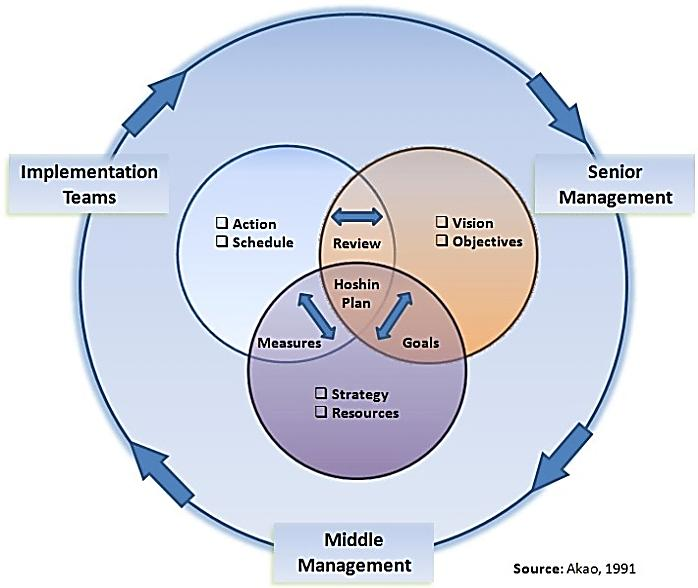 Implementation
Teams
Senior
Management
❑ Action
❑ Schedule
❑ Vision
❑ Objectives
Review
Hoshin
Plan
Measures
Goals
❑ Strategy
❑ Resources
Middle
Management
Source: Akao, 1991